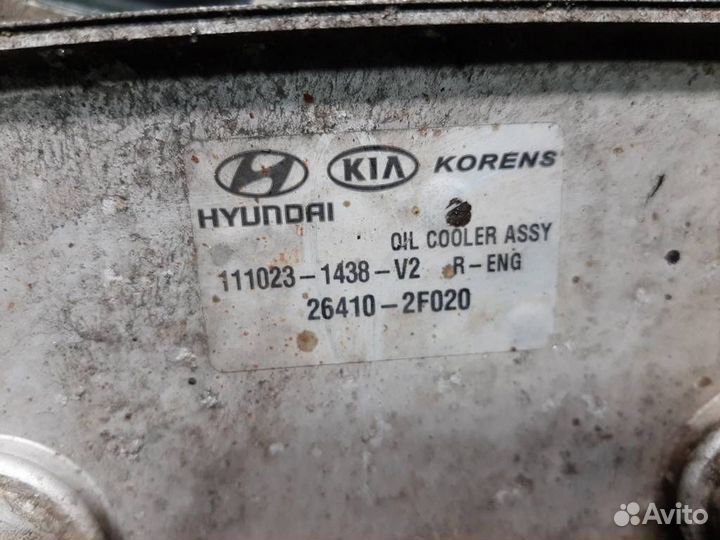 KIA KORENS
HYUNDAI
OIL COOLER ASSY
111023-1438-V2 R-ENG
26410-2F020
Avito